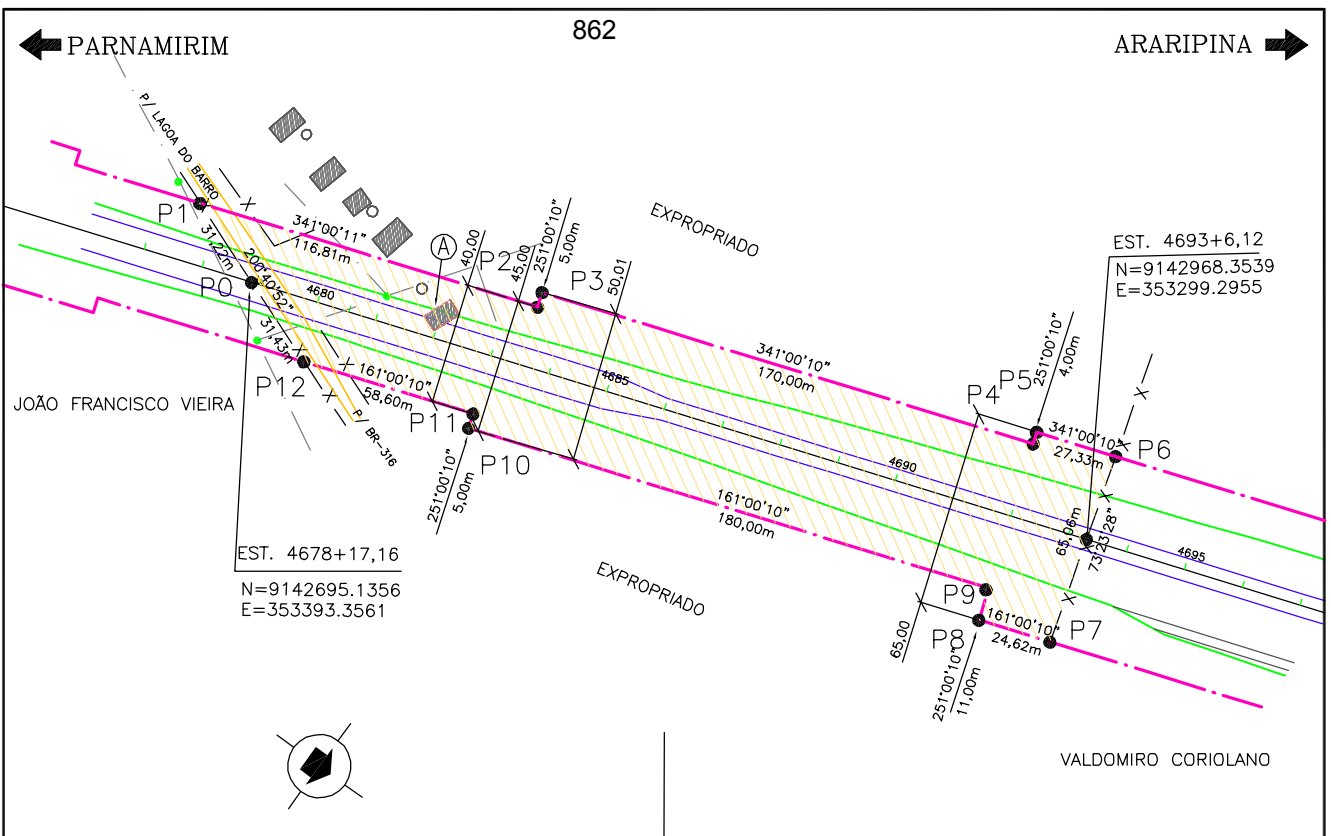 862
PARNAMIRIM
ARARIPINA
P/ LAGOA DO BARRO
P1
31,22m
341°00'11"
116,81m
A
40,00
P2
45,00
251°00'10"
5,00m
P3
50,01
EXPROPRIADO
EST. 4693+6,12
N=9142968.3539
E=353299.2955
P0
200°40'52"
4680
31,43m
P12
161°00'10"
58,60m
4685
341°00'10"
170,00m
P4
P5
251°00'10"
4,00m
341°00'10"
27,33m
P6
JOÃO FRANCISCO VIEIRA
P/ BR-316
P11
P10
251°00'10"
5,00m
4690
161°00'10"
180,00m
65,06m
73°23'28"
4695
EST. 4678+17,16
N=9142695.1356
E=353393.3561
EXPROPRIADO
P9
P8
161°00'10"
24,62m
P7
65,00
251°00'10"
11,00m
VALDOMIRO CORIOLANO